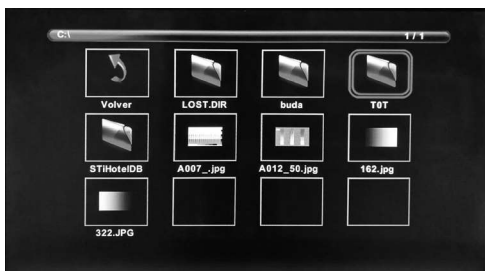 C:\ 1 / 1
Volver LOST.DIR buda T0T
STiHotelDB A007_.jpg A012_50.jpg 162.jpg
322.JPG